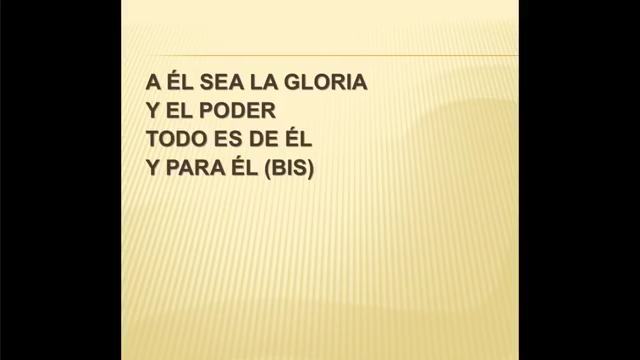 A ÉL SEA LA GLORIA
Y EL PODER
TODO ES DE ÉL
Y PARA ÉL (BIS)